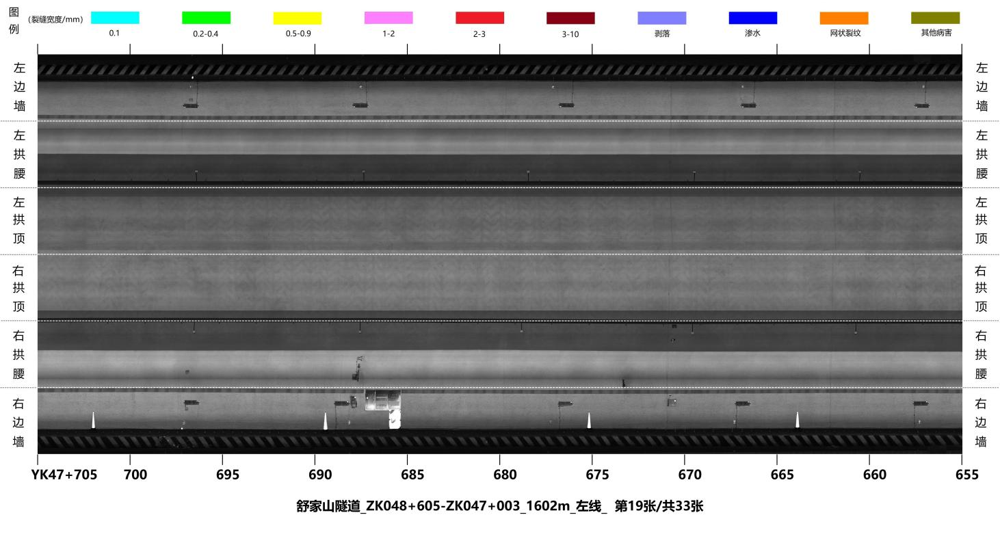 图例 (裂缝宽度/mm) 0.1 0.2-0.4 0.5-0.9 1-2 2-3 3-10 剥落 渗水 网状裂纹 其他病害
左边墙 左边墙
左拱腰 左拱腰
左拱顶 左拱顶
右拱顶 右拱顶
右拱腰 右拱腰
右边墙 右边墙
YK47+705 700 695 690 685 680 675 670 665 660 655
舒家山隧道_ZK048+605-ZK047+003_1602m_左线_ 第19张/共33张